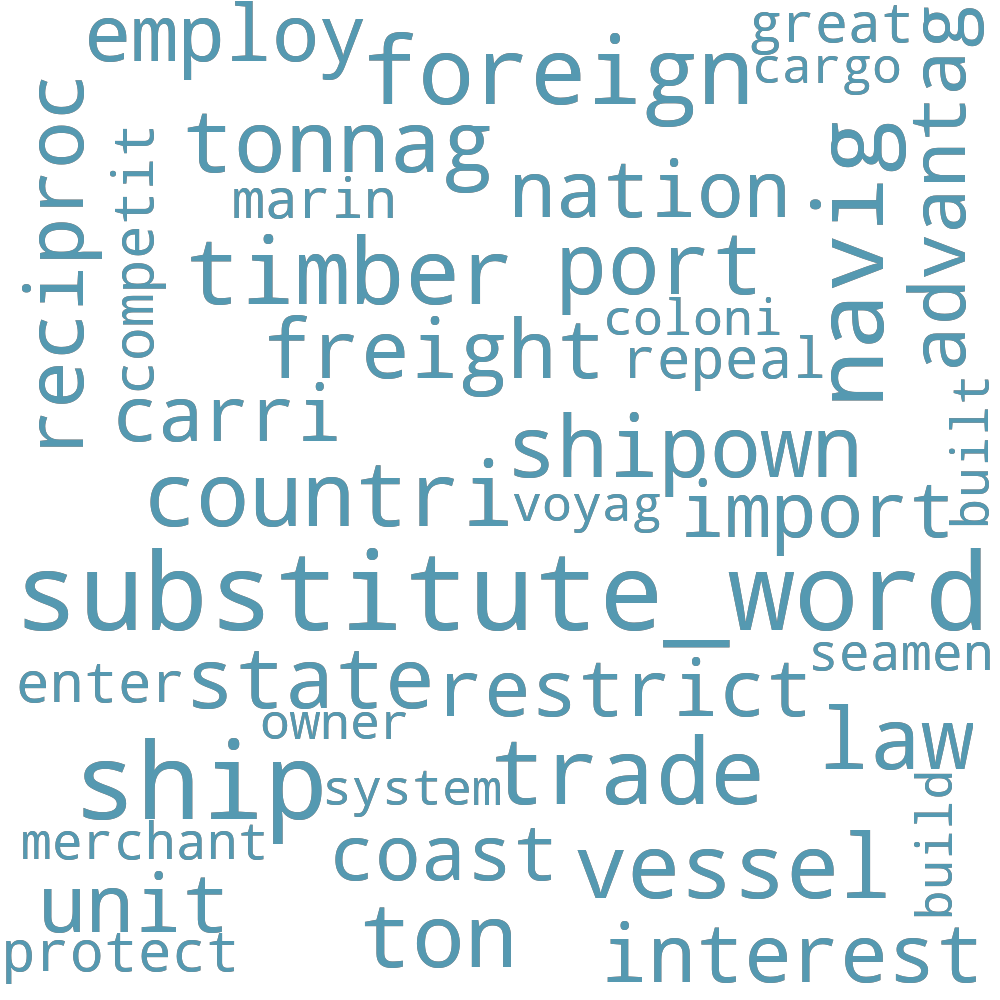 employ
foreign
great
cargo
advantag
reciproc
competit
tonnag
marin
nation
navig
timber
port
coloni
freight
repeal
carri
built
shipown
countri
voyag
import
substitute_word
seamen
enter
state
restrict
owner
law
ship
system
trade
build
merchant
coast
vessel
unit
ton
protect
interest